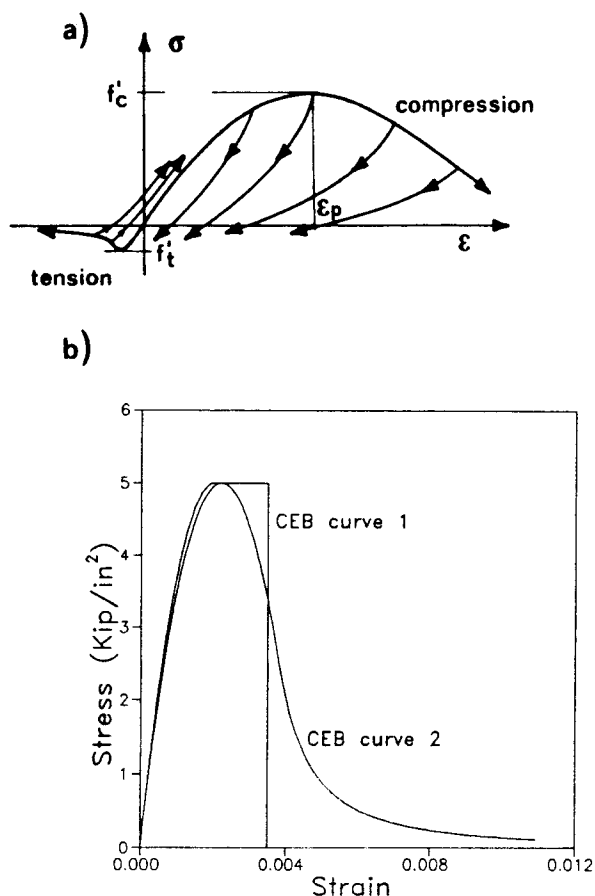 a)
σ
f'c
compression
εp
ε
f't
tension
b)
6
5
4
3
2
1
0
Stress (Kip/in²)
CEB curve 1
CEB curve 2
0.000
0.004
0.008
0.012
Strain